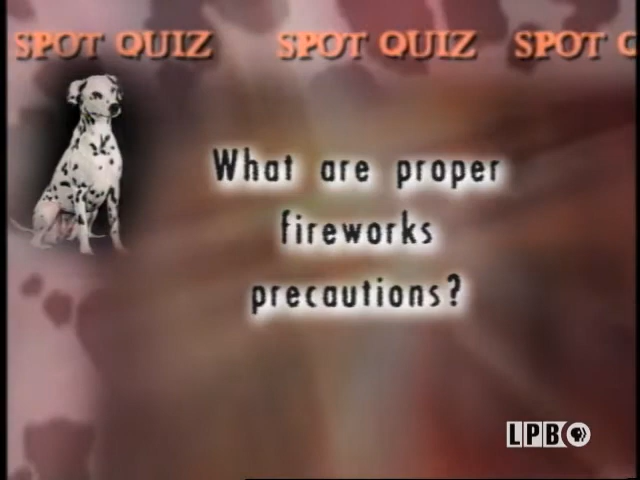 SPOT QUIZ SPOT QUIZ SPOT
What are proper
fireworks
precautions?
LPB